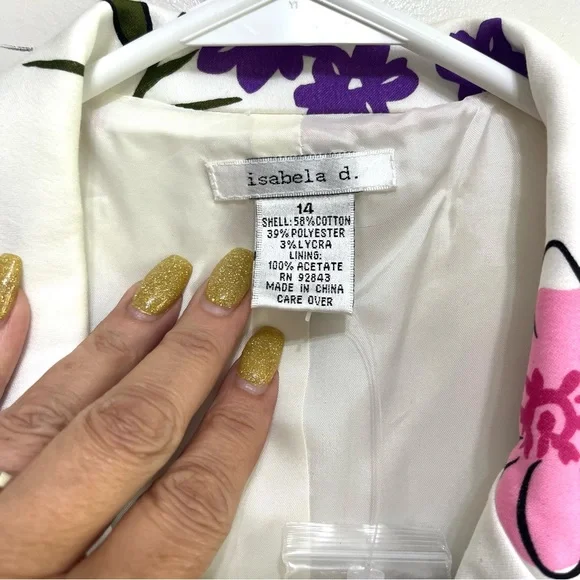 isabela d.
14
SHELL: 58% COTTON
39% POLYESTER
3% LYCRA
LINING:
100% ACETATE
RN 92843
MADE IN CHINA
CARE OVER